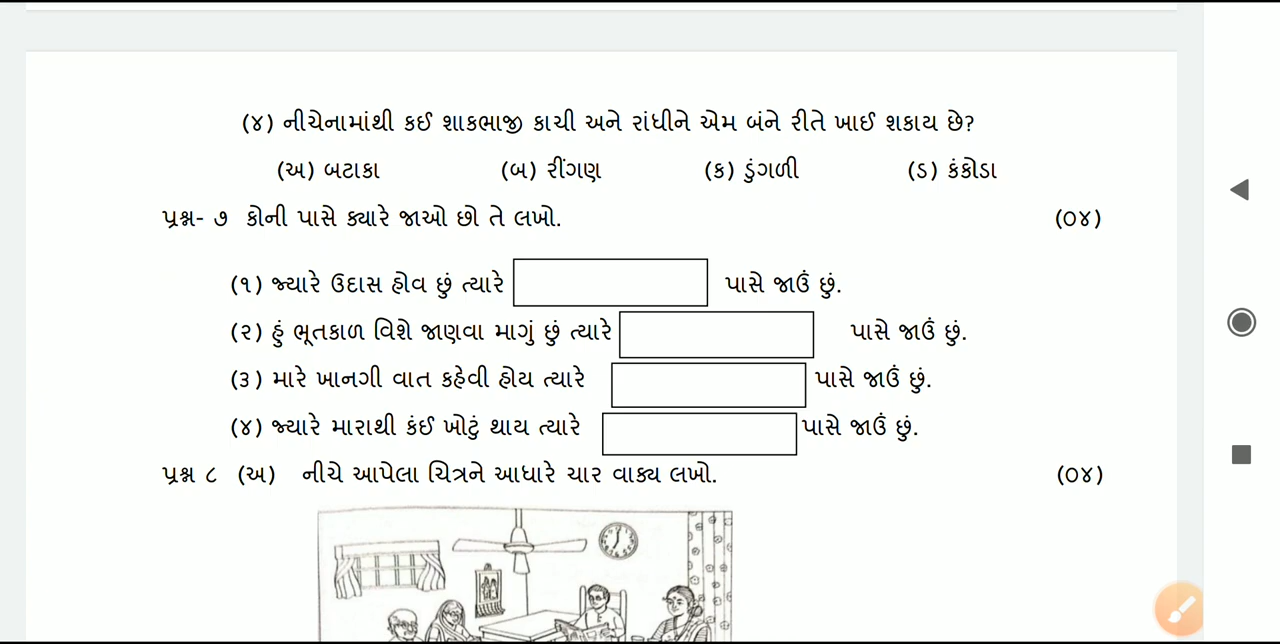 (૪) નીચેનામાંથી કઈ શાકભાજી કાચી અને રાંધીને એમ બંને રીતે ખાઈ શકાય છે?
(અ) બટાકા (બ) રીંગણ (ક) ડુંગળી (ડ) કંકોડા
પ્રશ્ન- ૭ કોની પાસે ક્યારે જાઓ છો તે લખો. (૦૪)
(૧) જ્યારે ઉદાસ હોવ છું ત્યારે પાસે જાઉં છું.
(૨) હું ભૂતકાળ વિશે જાણવા માગું છું ત્યારે પાસે જાઉં છું.
(૩) મારે ખાનગી વાત કહેવી હોય ત્યારે પાસે જાઉં છું.
(૪) જ્યારે મારાથી કંઈ ખોટું થાય ત્યારે પાસે જાઉં છું.
પ્રશ્ન ૮ (અ) નીચે આપેલા ચિત્રને આધારે ચાર વાક્ય લખો. (૦૪)